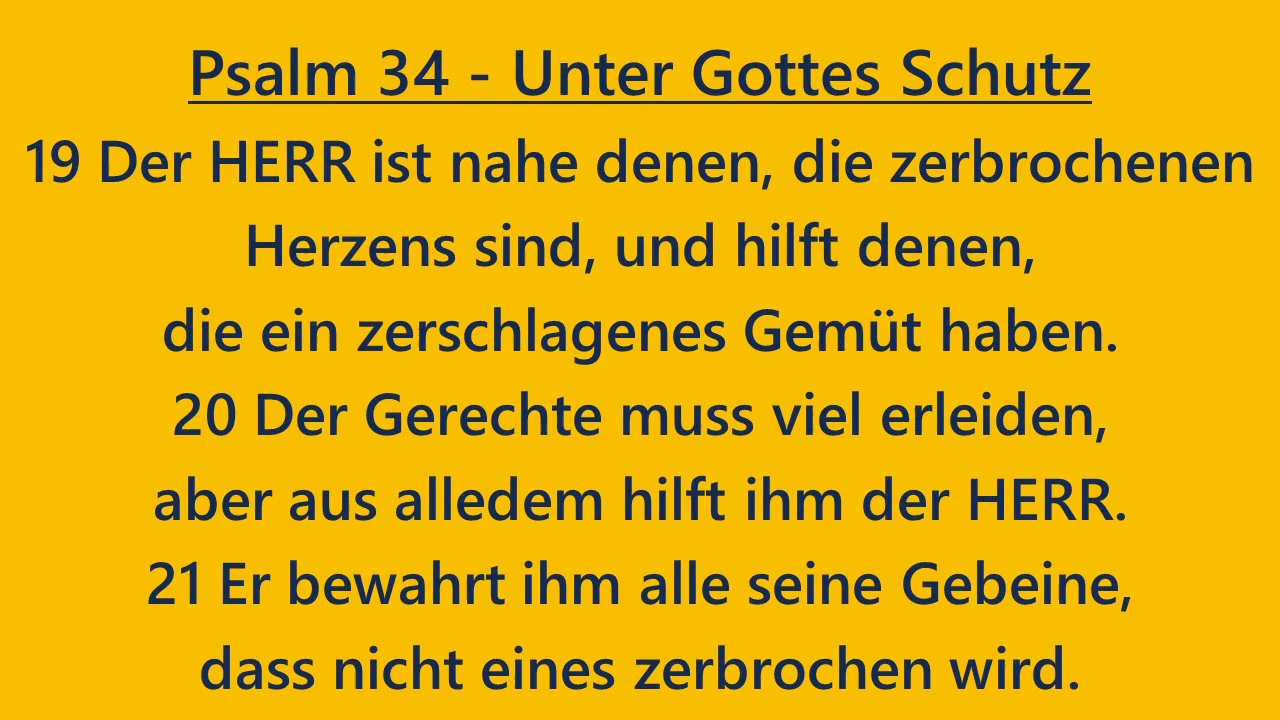 Psalm 34 - Unter Gottes Schutz
19 Der HERR ist nahe denen, die zerbrochenen
Herzens sind, und hilft denen,
die ein zerschlagenes Gemüt haben.
20 Der Gerechte muss viel erleiden,
aber aus alledem hilft ihm der HERR.
21 Er bewahrt ihm alle seine Gebeine,
dass nicht eines zerbrochen wird.